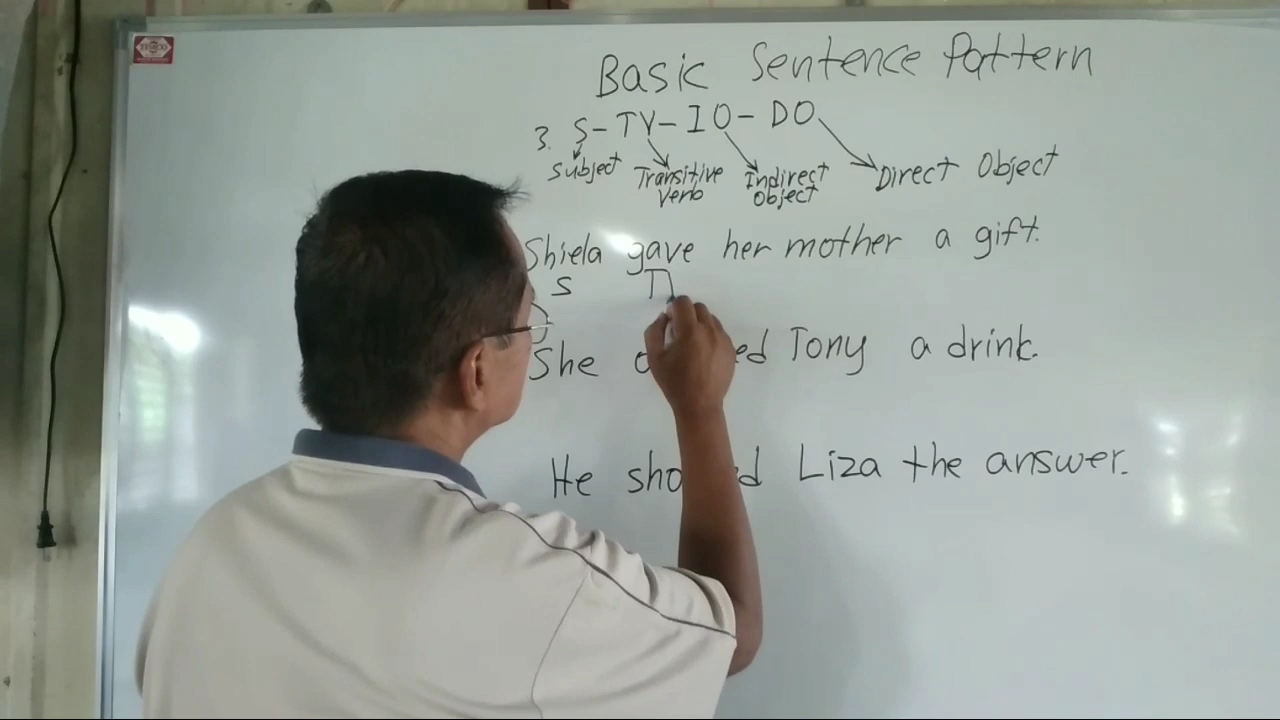 Basic Sentence Pattern
3. S - TV - IO - DO
Subject Transitive Verb Indirect Object Direct Object
Shiela gave her mother a gift.
S
She Tony a drink.
He Liza the answer.